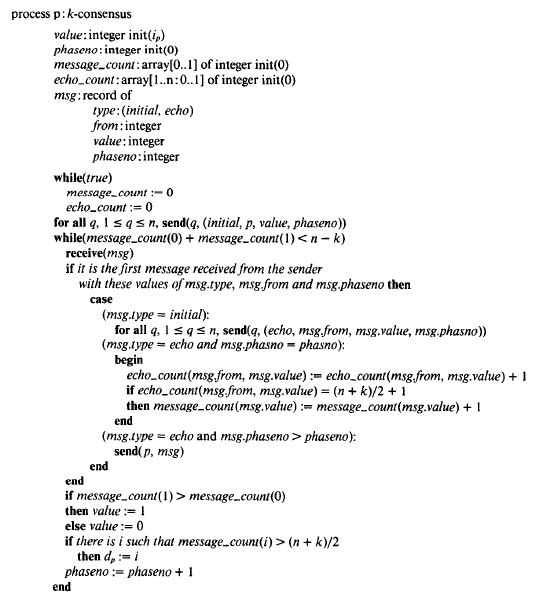 process p: k-consensus
value: integer init(i_p)
phaseno: integer init(0)
message_count: array[0..1] of integer init(0)
echo_count: array[1..n:0..1] of integer init(0)
msg: record of
type: (initial, echo)
from: integer
value: integer
phaseno: integer
while(true)
message_count := 0
echo_count := 0
for all q, 1 ≤ q ≤ n, send(q, (initial, p, value, phaseno))
while(message_count(0) + message_count(1) < n − k)
receive(msg)
if it is the first message received from the sender
with these values of msg.type, msg.from and msg.phaseno then
case
(msg.type = initial):
for all q, 1 ≤ q ≤ n, send(q, (echo, msg.from, msg.value, msg.phasno))
(msg.type = echo and msg.phasno = phasno):
begin
echo_count(msg.from, msg.value) := echo_count(msg.from, msg.value) + 1
if echo_count(msg.from, msg.value) = (n + k)/2 + 1
then message_count(msg.value) := message_count(msg.value) + 1
end
(msg.type = echo and msg.phaseno > phaseno):
send(p, msg)
end
end
if message_count(1) > message_count(0)
then value := 1
else value := 0
if there is i such that message_count(i) > (n + k)/2
then d_p := i
phaseno := phaseno + 1
end